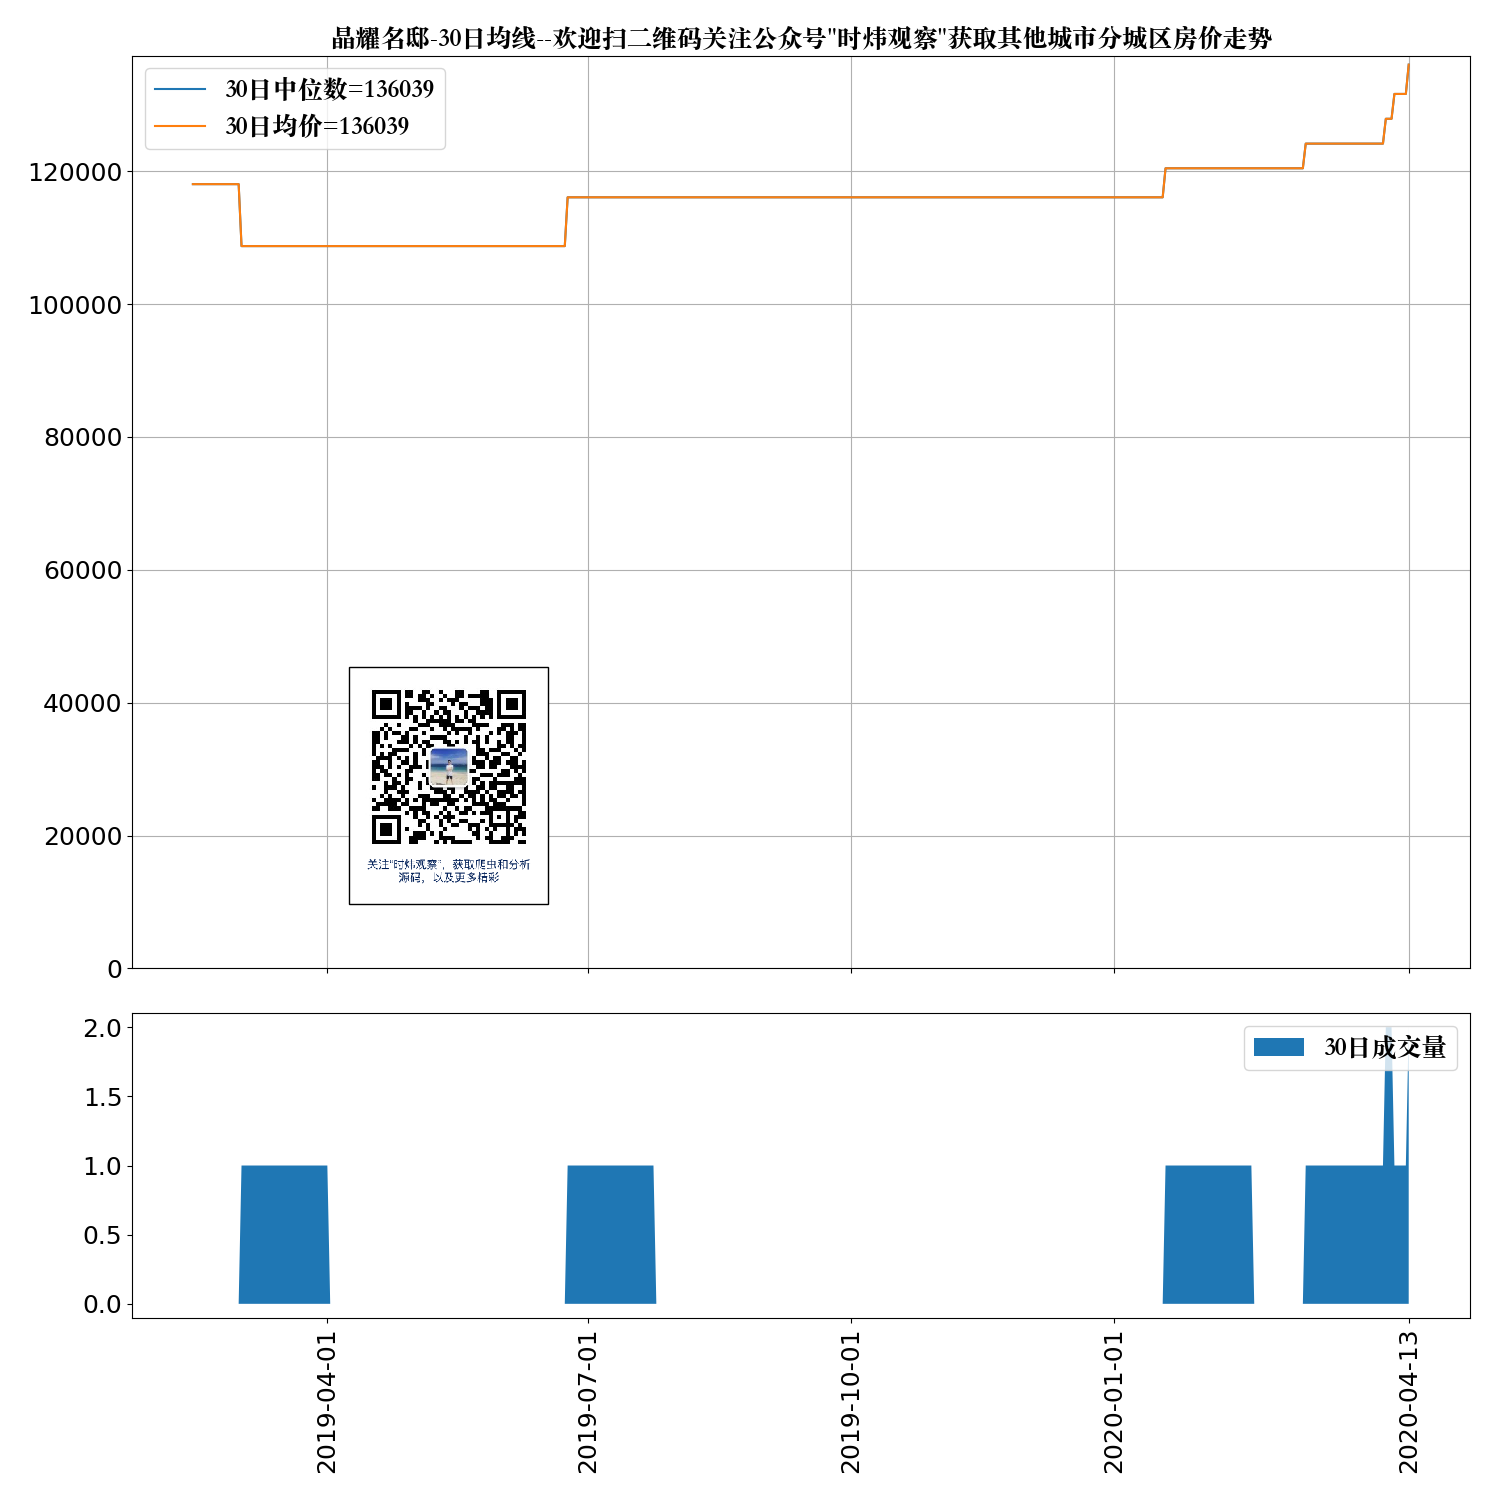 晶耀名邸-30日均线--欢迎扫二维码关注公众号"时炜观察"获取其他城市分城区房价走势
30日中位数=136039
30日均价=136039
120000
100000
80000
60000
40000
20000
0
关注"时炜观察"，获取爬虫和分析
源码，以及更多精彩
30日成交量
2.0
1.5
1.0
0.5
0.0
2019-04-01
2019-07-01
2019-10-01
2020-01-01
2020-04-13